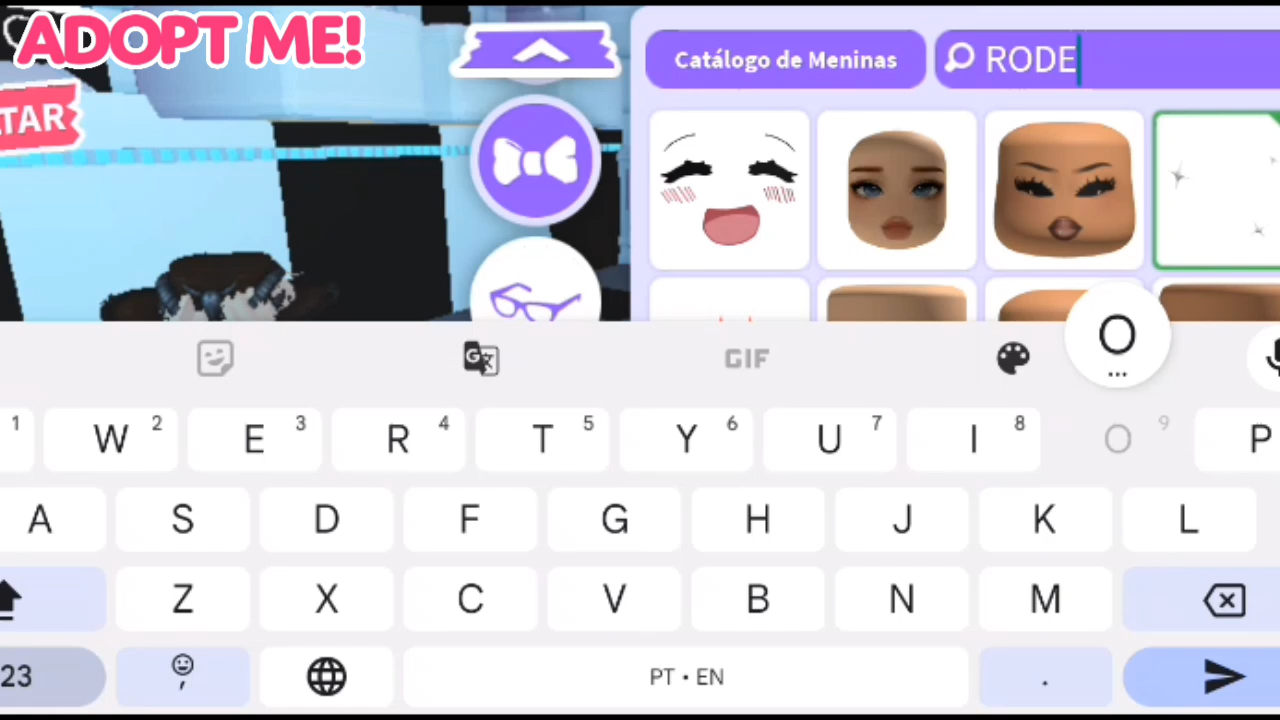 ADOPT ME!
TAR
Catálogo de Meninas
RODE
O
...
GIF
1 W 2 E 3 R 4 T 5 Y 6 U 7 I 8 O 9 P
A S D F G H J K L
Z X C V B N M
23 , PT • EN .